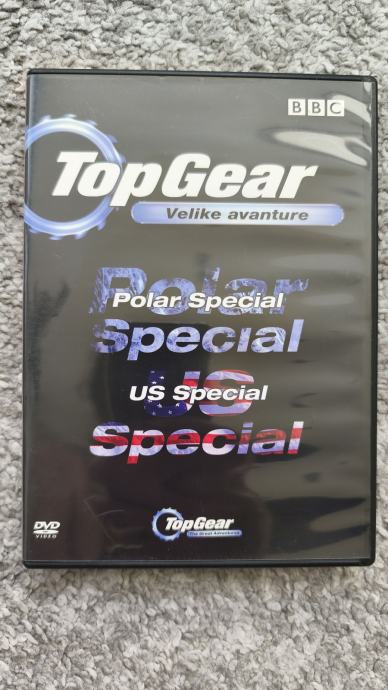 BBC
TopGear
Velike avanture
Polar
Polar Special
Special
US
US Special
Special
DVD
VIDEO
TopGear
The Great Adventures